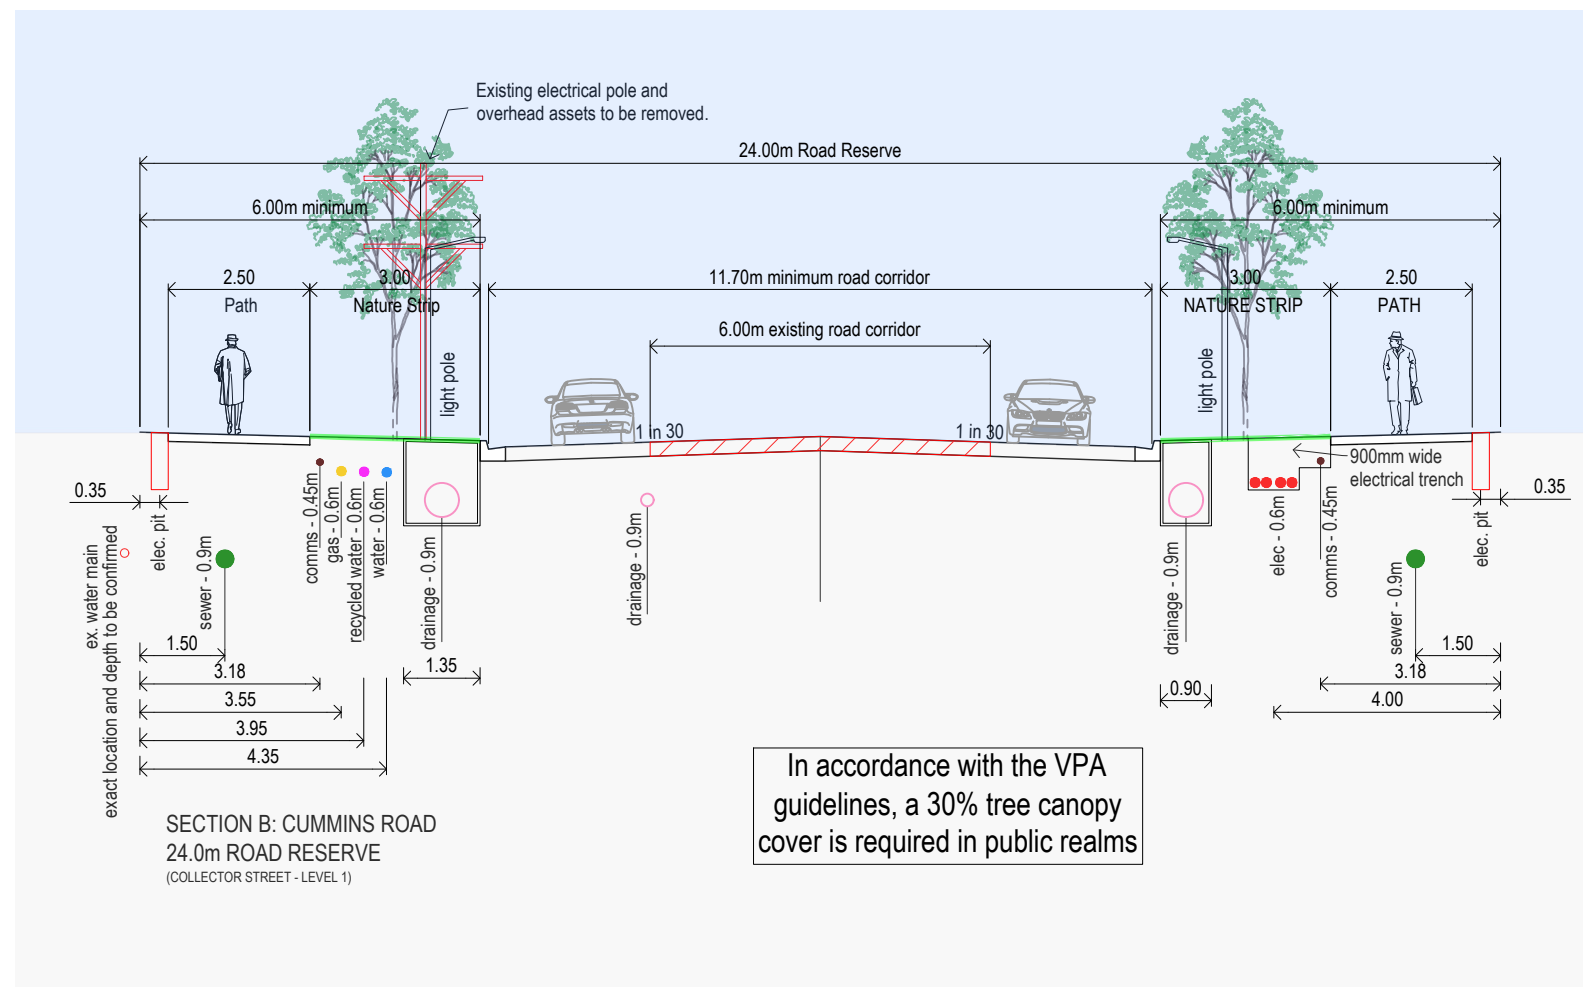 Existing electrical pole and
overhead assets to be removed.
24.00m Road Reserve
6.00m minimum
6.00m minimum
2.50
3.00
11.70m minimum road corridor
3.00
2.50
Path
Nature Strip
NATURE STRIP
PATH
6.00m existing road corridor
light pole
light pole
1 in 30
1 in 30
900mm wide
electrical trench
0.35
0.35
ex. water main
exact location and depth to be confirmed
elec. pit
sewer - 0.9m
comms - 0.45m
gas - 0.6m
recycled water - 0.6m
water - 0.6m
drainage - 0.9m
drainage - 0.9m
drainage - 0.9m
elec - 0.6m
comms - 0.45m
sewer - 0.9m
elec. pit
1.50
1.50
3.18
1.35
3.18
0.90
3.55
4.00
3.95
4.35
In accordance with the VPA
guidelines, a 30% tree canopy
cover is required in public realms
SECTION B: CUMMINS ROAD
24.0m ROAD RESERVE
(COLLECTOR STREET - LEVEL 1)